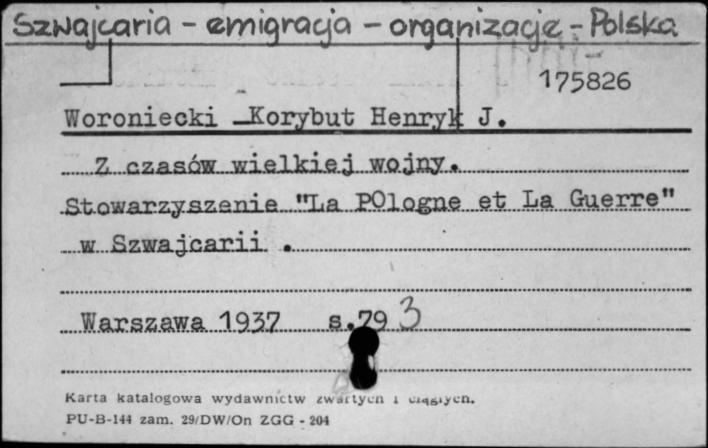 Szwajcaria - emigracja - organizacje - Polska
175826
Woroniecki -Korybut Henryk J.
Z czasów wielkiej wojny.
Stowarzyszenie "La POlogne et La Guerre"
w Szwajcarii .
Warszawa 1937 s.79 3
Karta katalogowa wydawnictw zwartych i ciągłych.
PU-B-144 zam. 29/DW/On ZGG - 204